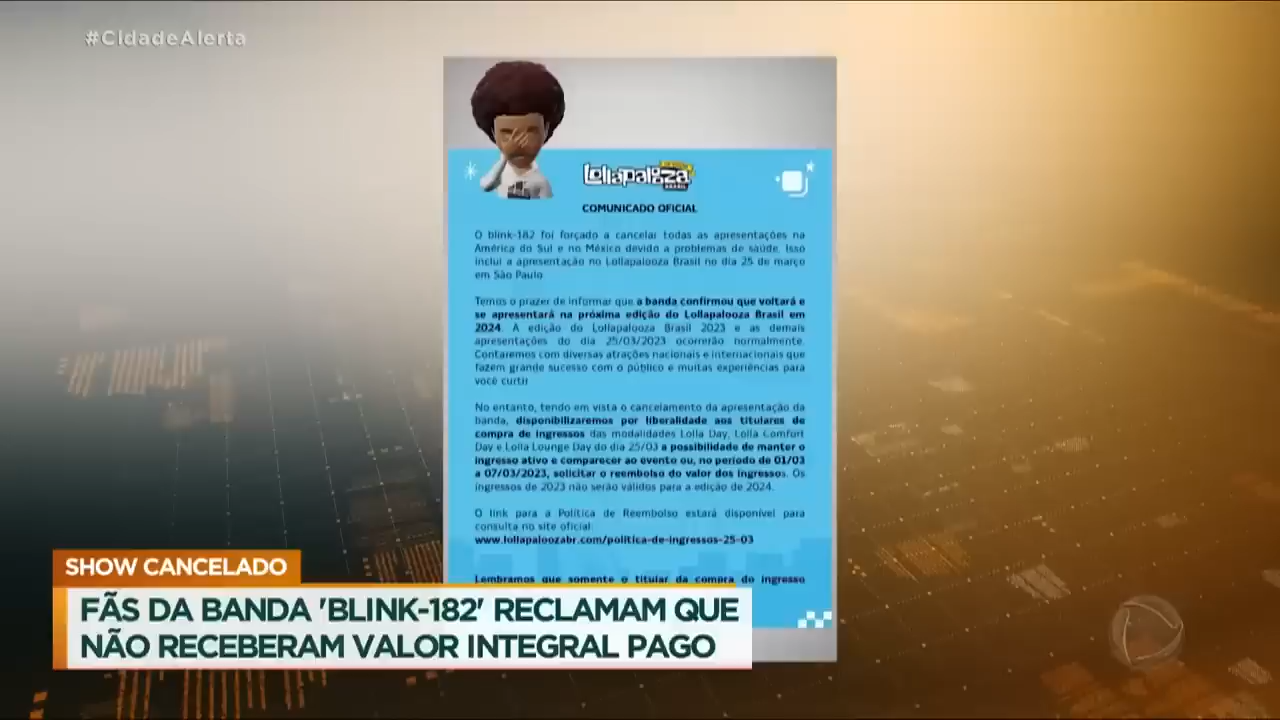 #CidadeAlerta
Lollapalooza
BRASIL
COMUNICADO OFICIAL
O blink-182 foi forçado a cancelar todas as apresentações na
América do Sul e no México devido a problemas de saúde. Isso
inclui a apresentação no Lollapalooza Brasil no dia 25 de março
em São Paulo
Temos o prazer de informar que a banda confirmou que voltará e
se apresentará na próxima edição do Lollapalooza Brasil em
2024. A edição do Lollapalooza Brasil 2023 e as demais
apresentações do dia 25/03/2023 ocorrerão normalmente.
Contaremos com diversas atrações nacionais e internacionais que
fazem grande sucesso com o público e muitas experiências para
você curtir
No entanto, tendo em vista o cancelamento da apresentação da
banda, disponibilizaremos por liberalidade aos titulares de
compra de ingressos das modalidades Lolla Day, Lolla Comfort
Day e Lolla Lounge Day do dia 25/03 a possibilidade de manter o
ingresso ativo e comparecer ao evento ou, no período de 01/03
a 07/03/2023, solicitar o reembolso do valor dos ingressos. Os
ingressos de 2023 não serão válidos para a edição de 2024.
O link para a Política de Reembolso estará disponível para
consulta no site oficial
www.lollapaloozabr.com/politica-de-ingressos-25-03
Lembramos que somente o titular da compra do ingresso
SHOW CANCELADO
FÃS DA BANDA 'BLINK-182' RECLAMAM QUE
NÃO RECEBERAM VALOR INTEGRAL PAGO